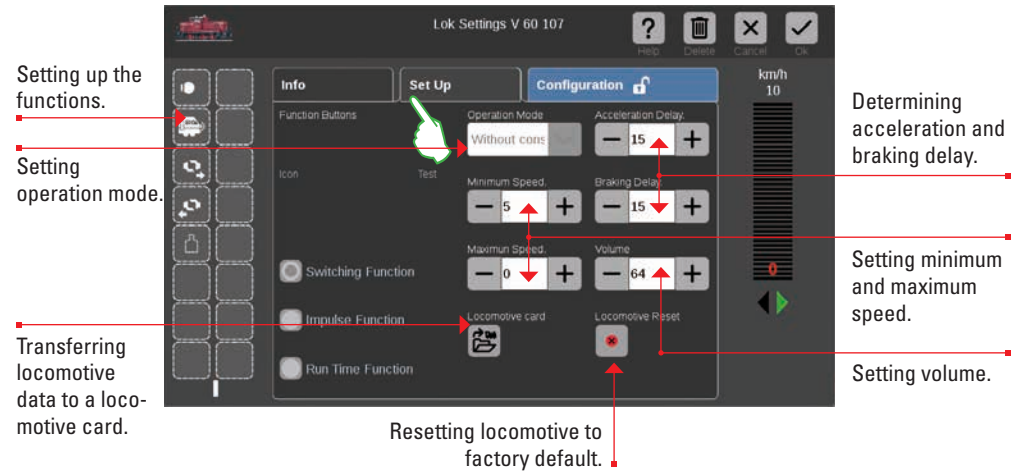 Lok Settings V 60 107
Help
Delete
Cancel
Ok
Setting up the
functions.
Setting
operation mode.
Transferring
locomotive
data to a loco-
motive card.
Info
Set Up
Configuration
km/h
10
Function Buttons
Operation Mode
Acceleration Delay.
Without cons
15
Icon
Test
Minimum Speed.
Braking Delay.
5
15
Maximun Speed.
Volume
Switching Function
0
64
0
Impulse Function
Locomotive card
Locomotive Reset
Run Time Function
Determining
acceleration and
braking delay.
Setting minimum
and maximum
speed.
Setting volume.
Resetting locomotive to
factory default.